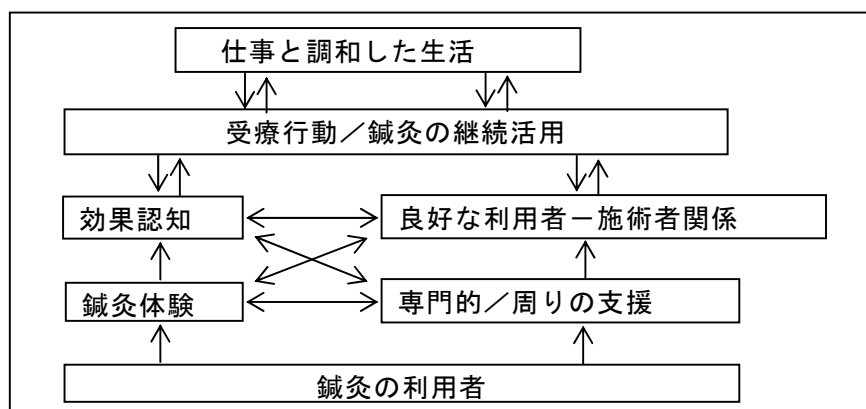 仕事と調和した生活
受療行動／鍼灸の継続活用
効果認知
良好な利用者－施術者関係
鍼灸体験
専門的／周りの支援
鍼灸の利用者